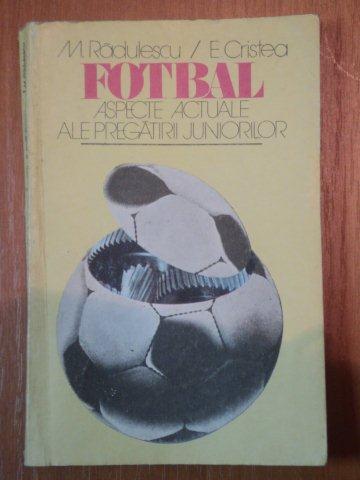 M. Rădulescu / E. Cristea
FOTBAL
ASPECTE ACTUALE
ALE PREGĂTIRII JUNIORILOR